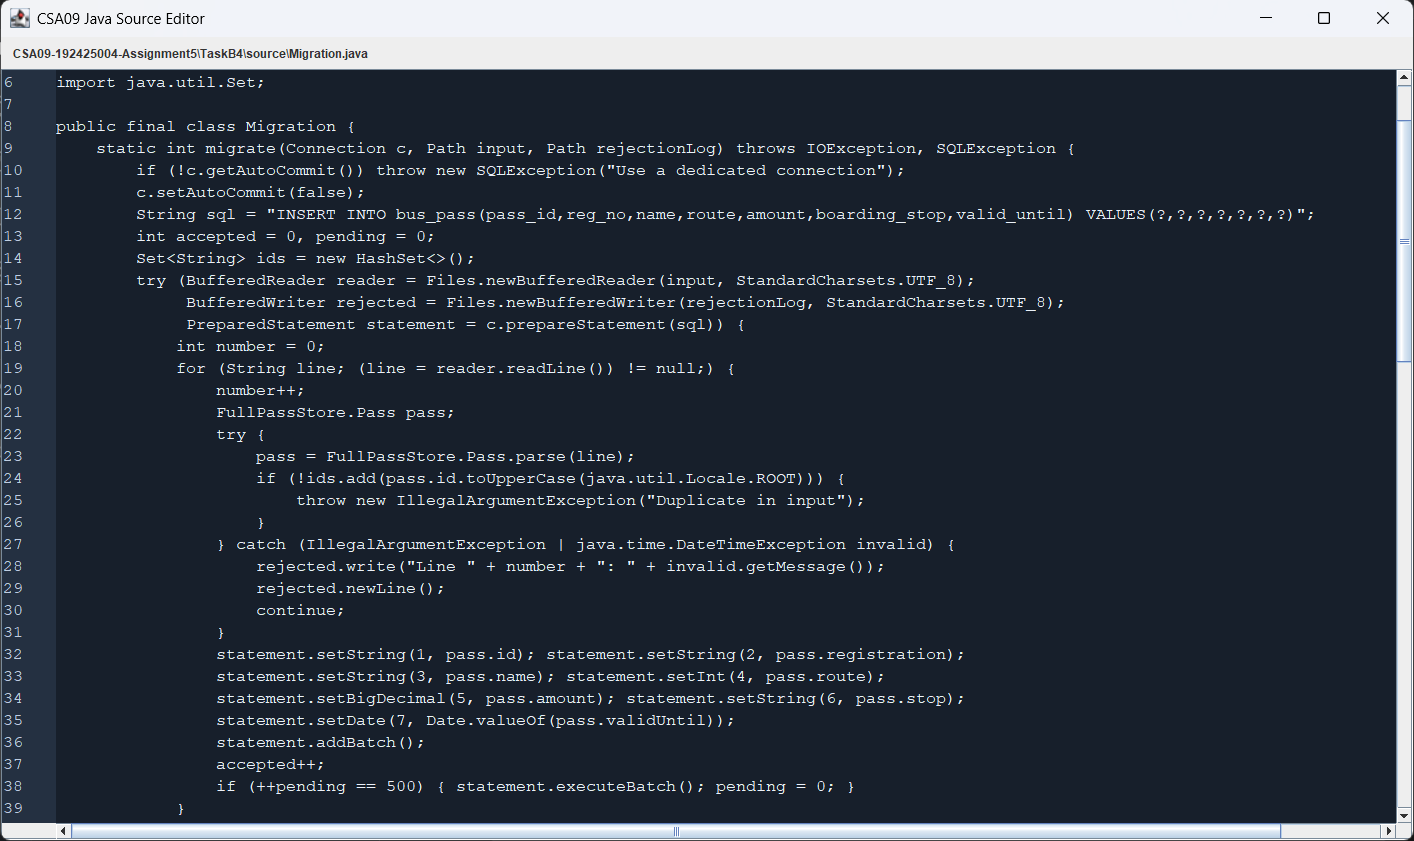 CSA09 Java Source Editor
CSA09-192425004-Assignment5\TaskB4\source\Migration.java
6 import java.util.Set;
7
8 public final class Migration {
9     static int migrate(Connection c, Path input, Path rejectionLog) throws IOException, SQLException {
10         if (!c.getAutoCommit()) throw new SQLException("Use a dedicated connection");
11         c.setAutoCommit(false);
12         String sql = "INSERT INTO bus_pass(pass_id,reg_no,name,route,amount,boarding_stop,valid_until) VALUES(?,?,?,?,?,?,?)";
13         int accepted = 0, pending = 0;
14         Set<String> ids = new HashSet<>();
15         try (BufferedReader reader = Files.newBufferedReader(input, StandardCharsets.UTF_8);
16              BufferedWriter rejected = Files.newBufferedWriter(rejectionLog, StandardCharsets.UTF_8);
17              PreparedStatement statement = c.prepareStatement(sql)) {
18             int number = 0;
19             for (String line; (line = reader.readLine()) != null;) {
20                 number++;
21                 FullPassStore.Pass pass;
22                 try {
23                     pass = FullPassStore.Pass.parse(line);
24                     if (!ids.add(pass.id.toUpperCase(java.util.Locale.ROOT))) {
25                         throw new IllegalArgumentException("Duplicate in input");
26                     }
27                 } catch (IllegalArgumentException | java.time.DateTimeException invalid) {
28                     rejected.write("Line " + number + ": " + invalid.getMessage());
29                     rejected.newLine();
30                     continue;
31                 }
32                 statement.setString(1, pass.id); statement.setString(2, pass.registration);
33                 statement.setString(3, pass.name); statement.setInt(4, pass.route);
34                 statement.setBigDecimal(5, pass.amount); statement.setString(6, pass.stop);
35                 statement.setDate(7, Date.valueOf(pass.validUntil));
36                 statement.addBatch();
37                 accepted++;
38                 if (++pending == 500) { statement.executeBatch(); pending = 0; }
39             }